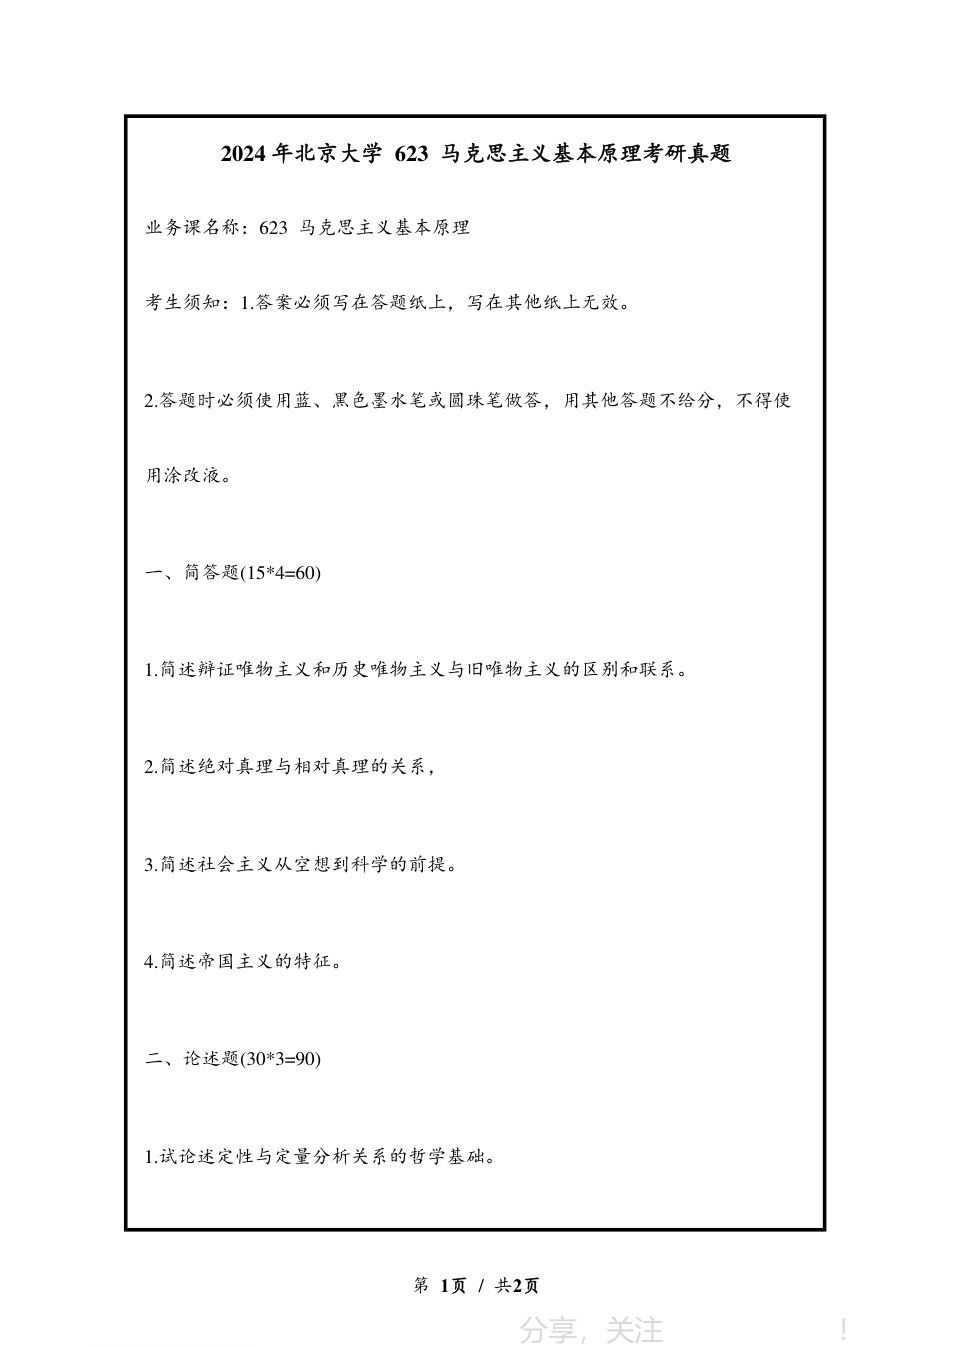 2024 年北京大学 623 马克思主义基本原理考研真题
业务课名称：623 马克思主义基本原理
考生须知：1.答案必须写在答题纸上，写在其他纸上无效。
2.答题时必须使用蓝、黑色墨水笔或圆珠笔做答，用其他答题不给分，不得使
用涂改液。
一、简答题(15*4=60)
1.简述辩证唯物主义和历史唯物主义与旧唯物主义的区别和联系。
2.简述绝对真理与相对真理的关系，
3.简述社会主义从空想到科学的前提。
4.简述帝国主义的特征。
二、论述题(30*3=90)
1.试论述定性与定量分析关系的哲学基础。
第 1页 / 共2页
分享，关注 ！